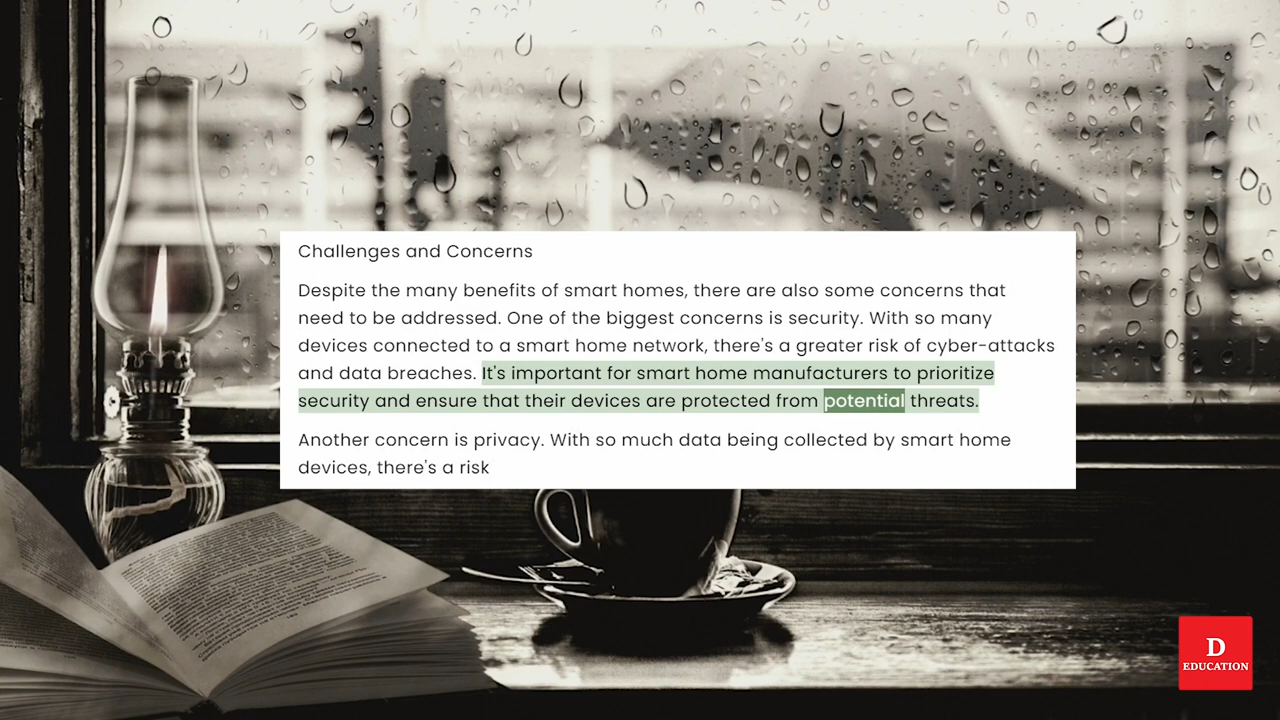 Challenges and Concerns
Despite the many benefits of smart homes, there are also some concerns that
need to be addressed. One of the biggest concerns is security. With so many
devices connected to a smart home network, there's a greater risk of cyber-attacks
and data breaches. It's important for smart home manufacturers to prioritize
security and ensure that their devices are protected from potential threats.
Another concern is privacy. With so much data being collected by smart home
devices, there's a risk
D
EDUCATION